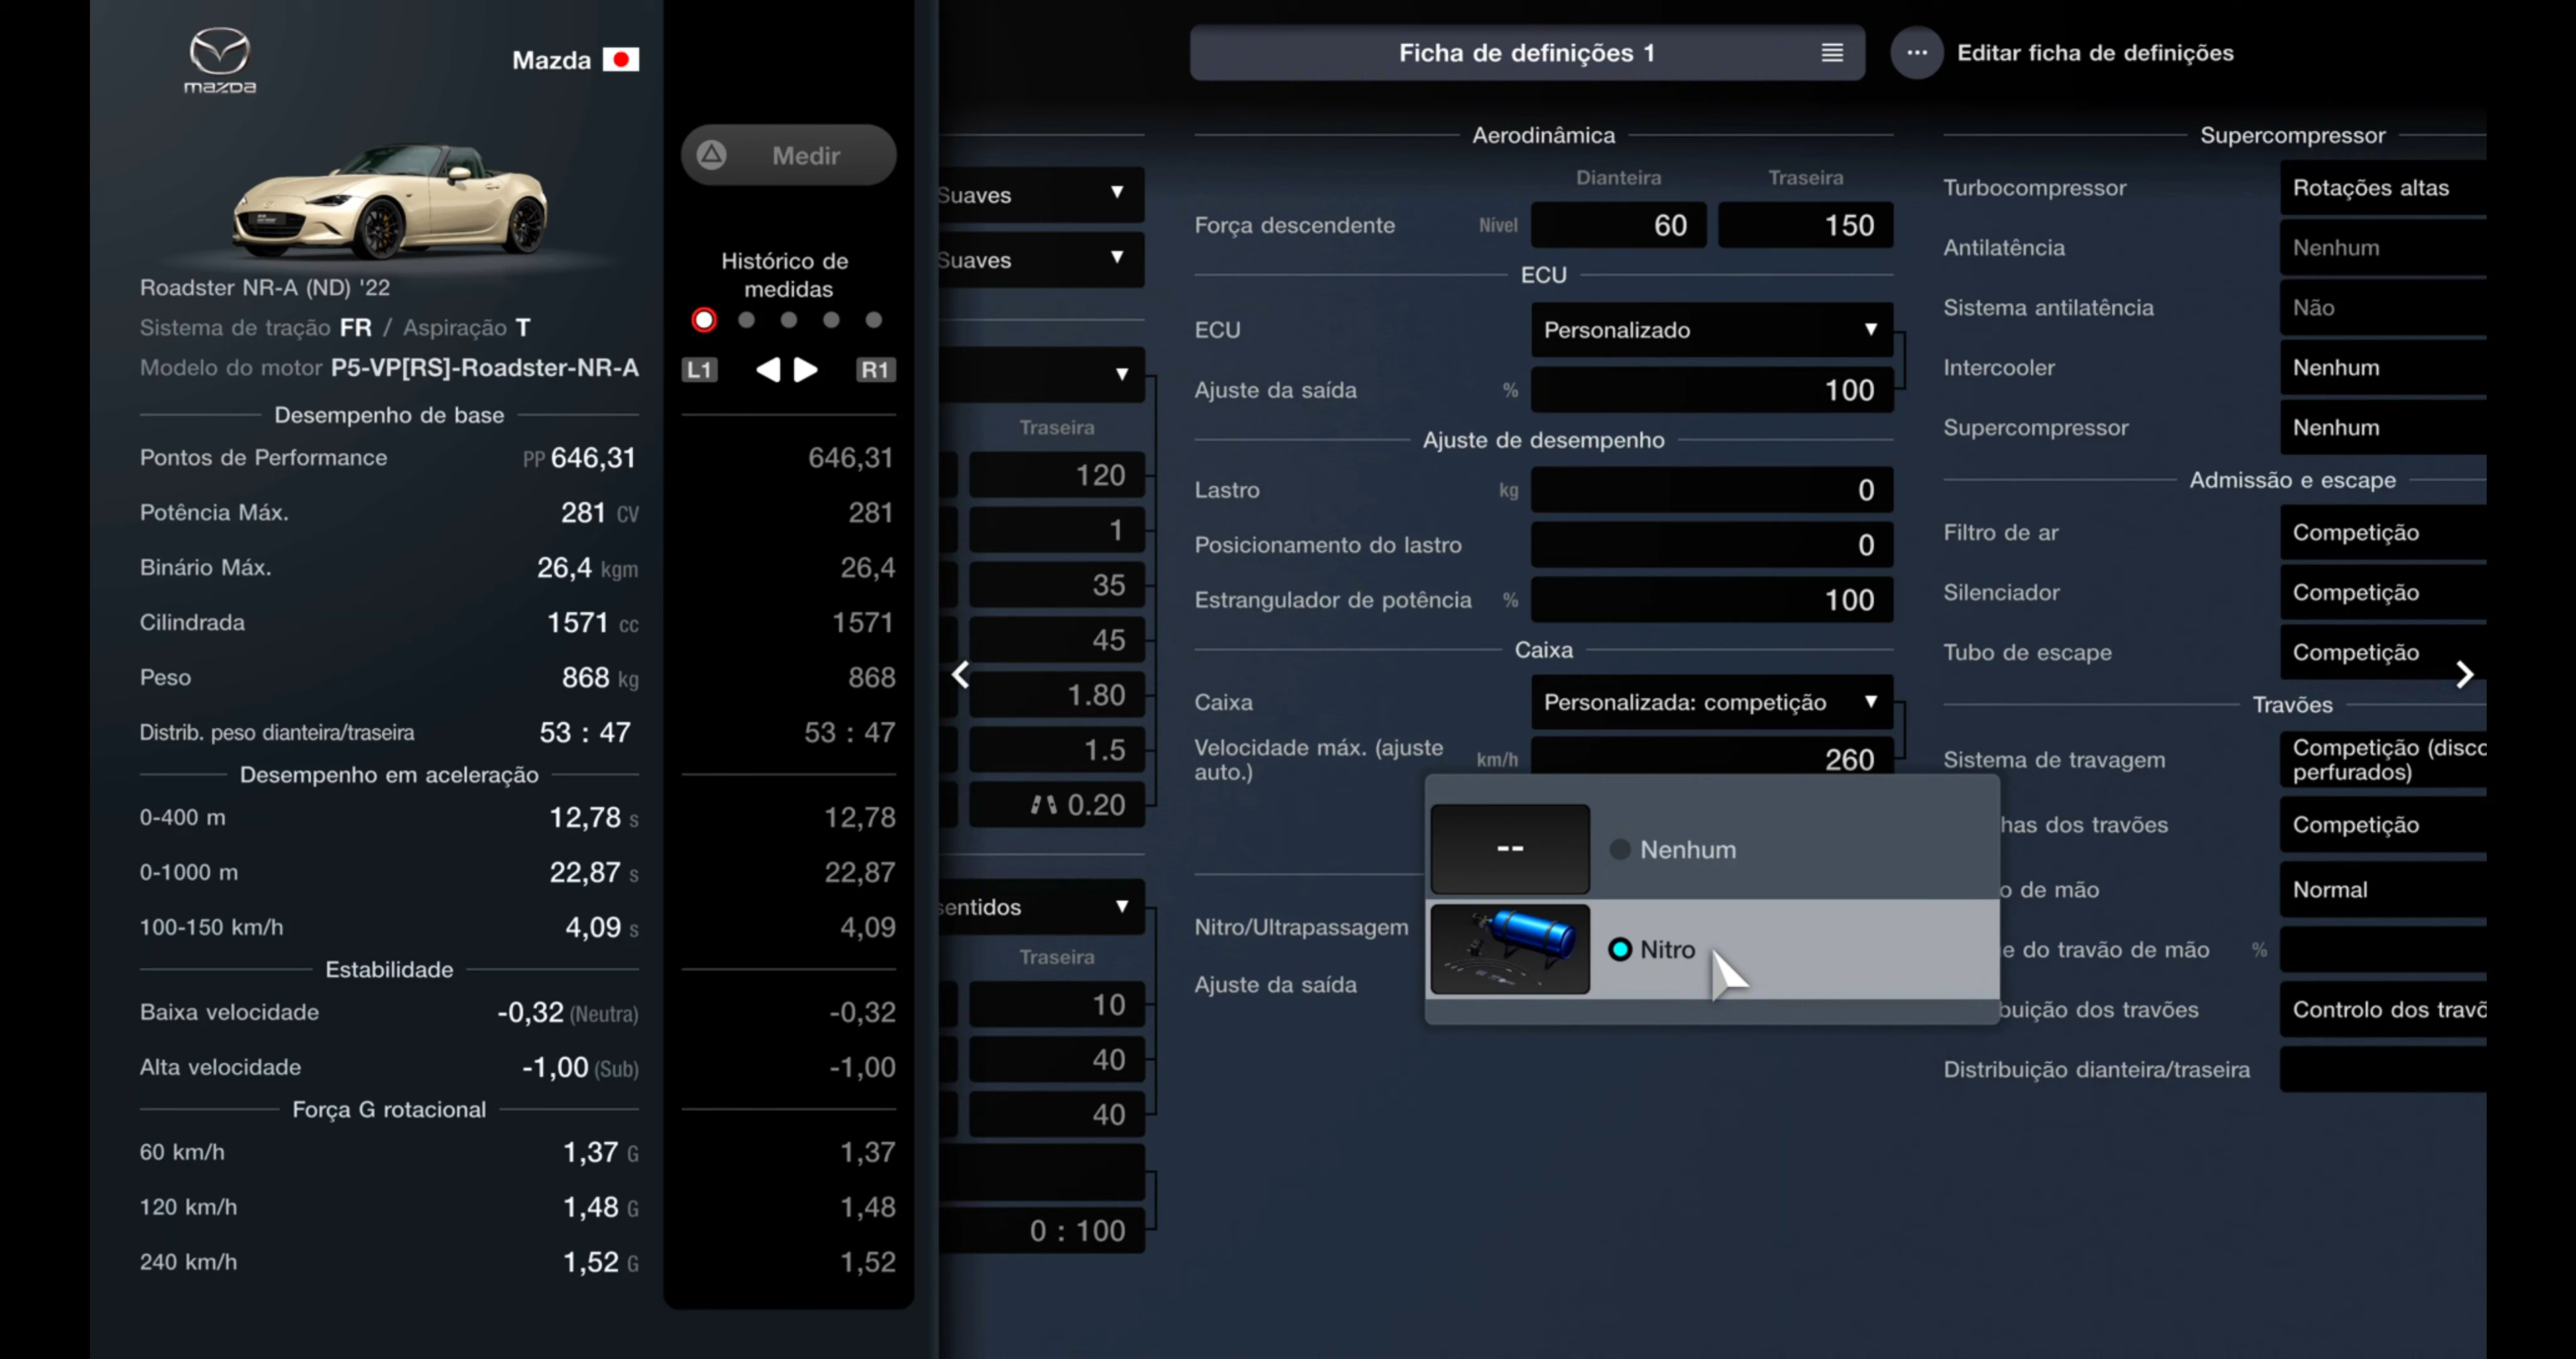 mazda
Mazda
Roadster NR-A (ND) '22
Sistema de tração FR / Aspiração T
Modelo do motor P5-VP[RS]-Roadster-NR-A
Desempenho de base
Pontos de Performance PP 646,31
Potência Máx. 281 CV
Binário Máx. 26,4 kgm
Cilindrada 1571 cc
Peso 868 kg
Distrib. peso dianteira/traseira 53 : 47
Desempenho em aceleração
0-400 m 12,78 s
0-1000 m 22,87 s
100-150 km/h 4,09 s
Estabilidade
Baixa velocidade -0,32 (Neutra)
Alta velocidade -1,00 (Sub)
Força G rotacional
60 km/h 1,37 G
120 km/h 1,48 G
240 km/h 1,52 G
Medir
Histórico de
medidas
L1 R1
646,31
281
26,4
1571
868
53 : 47
12,78
22,87
4,09
-0,32
-1,00
1,37
1,48
1,52
Suaves
Suaves
Traseira
120
1
35
45
1.80
1.5
0.20
sentidos
Traseira
10
40
40
0 : 100
Ficha de definições 1
Editar ficha de definições
Aerodinâmica
Dianteira Traseira
Força descendente Nível 60 150
ECU
ECU Personalizado
Ajuste da saída % 100
Ajuste de desempenho
Lastro kg 0
Posicionamento do lastro 0
Estrangulador de potência % 100
Caixa
Caixa Personalizada: competição
Velocidade máx. (ajuste
auto.) km/h 260
Nitro/Ultrapassagem
Ajuste da saída
-- Nenhum
Nitro
Supercompressor
Turbocompressor Rotações altas
Antilatência Nenhum
Sistema antilatência Não
Intercooler Nenhum
Supercompressor Nenhum
Admissão e escape
Filtro de ar Competição
Silenciador Competição
Tubo de escape Competição
Travões
Sistema de travagem Competição (disco
perfurados)
has dos travões Competição
o de mão Normal
e do travão de mão %
buição dos travões Controlo dos travõ
Distribuição dianteira/traseira